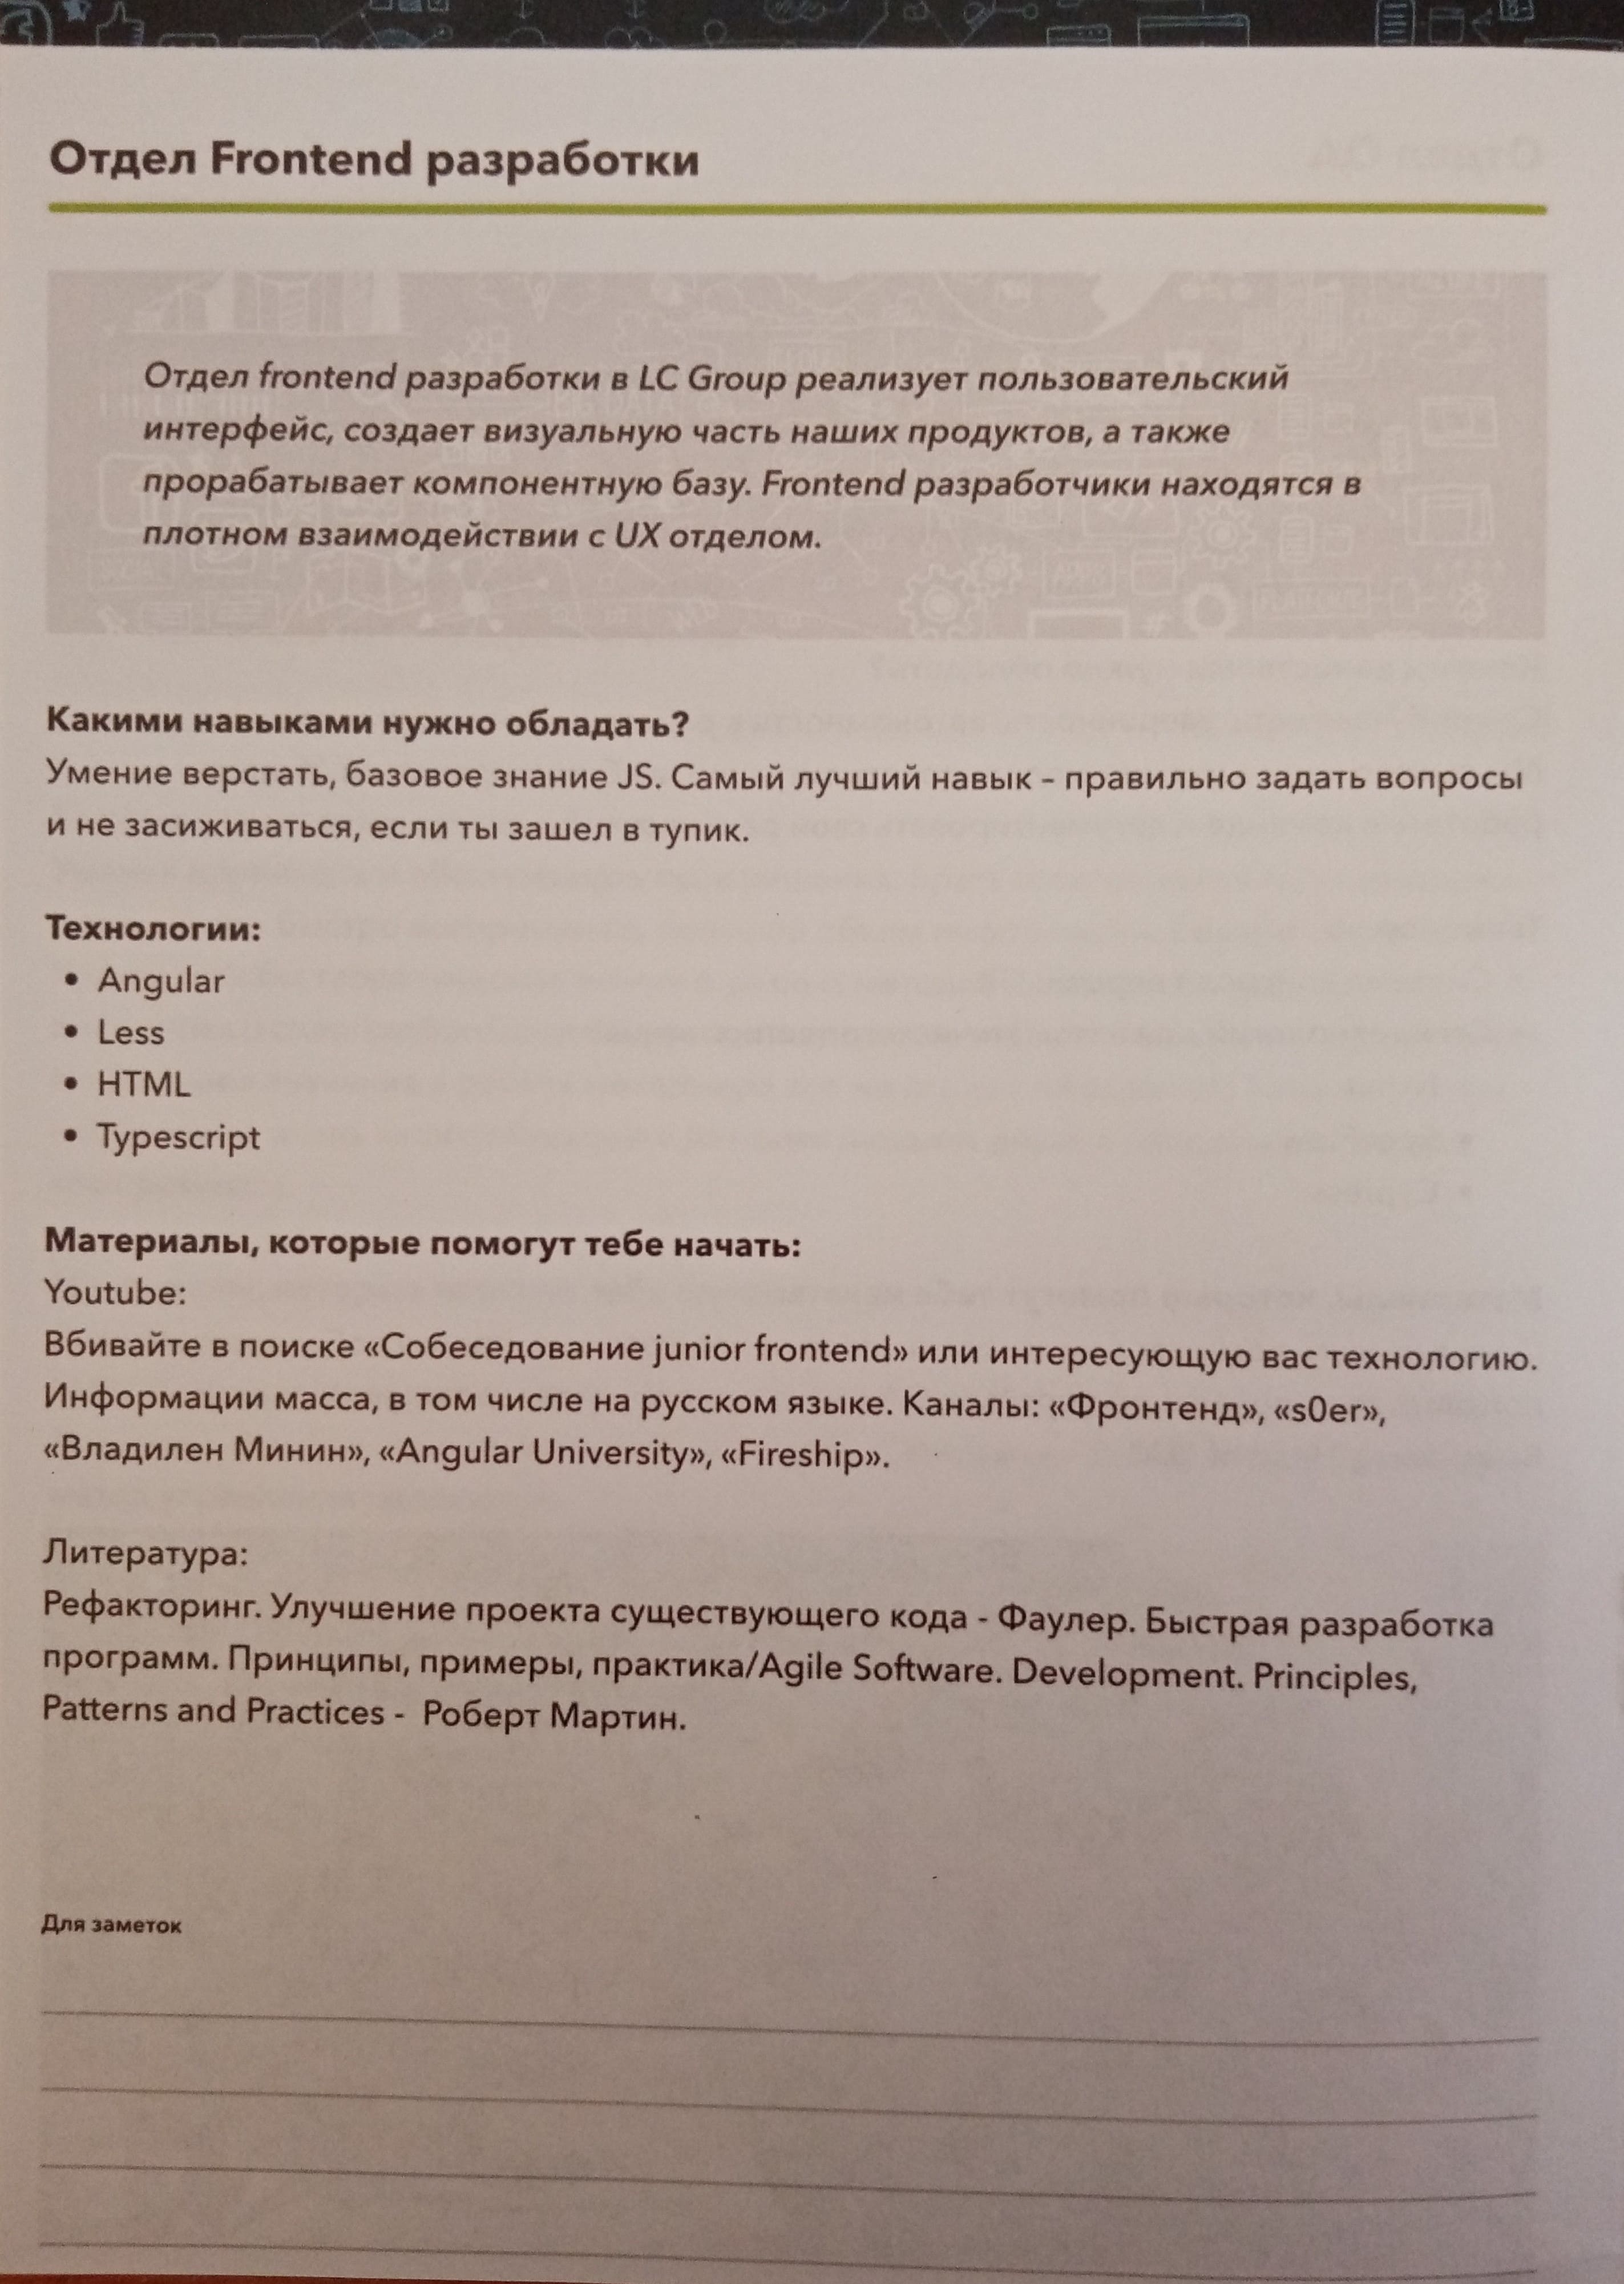 Отдел Frontend разработки
Отдел frontend разработки в LC Group реализует пользовательский
интерфейс, создает визуальную часть наших продуктов, а также
прорабатывает компонентную базу. Frontend разработчики находятся в
плотном взаимодействии с UX отделом.
Какими навыками нужно обладать?
Умение верстать, базовое знание JS. Самый лучший навык – правильно задать вопросы
и не засиживаться, если ты зашел в тупик.
Технологии:
• Angular
• Less
• HTML
• Typescript
Материалы, которые помогут тебе начать:
Youtube:
Вбивайте в поиске «Собеседование junior frontend» или интересующую вас технологию.
Информации масса, в том числе на русском языке. Каналы: «Фронтенд», «s0er»,
«Владилен Минин», «Angular University», «Fireship».
Литература:
Рефакторинг. Улучшение проекта существующего кода - Фаулер. Быстрая разработка
программ. Принципы, примеры, практика/Agile Software. Development. Principles,
Patterns and Practices -  Роберт Мартин.
Для заметок